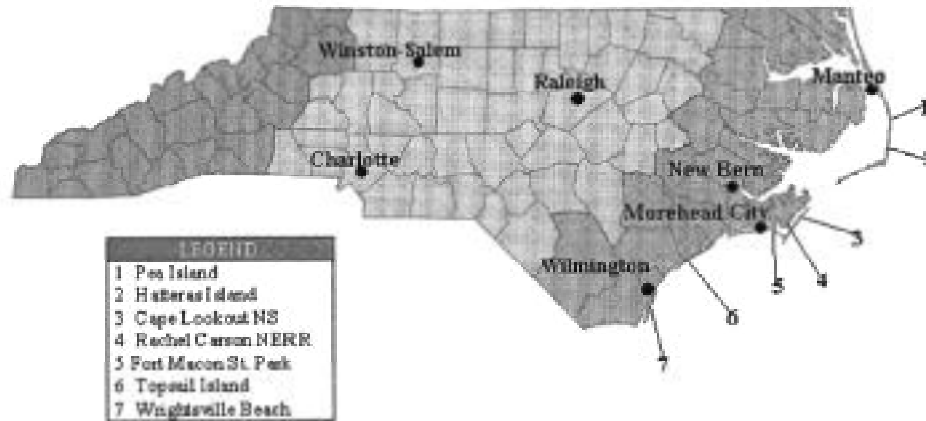 Winston-Salem
Raleigh
Manteo
1
Charlotte
New Bern
2
Morehead City
3
Wilmington
5
4
6
7
LEGEND
1 Pea Island
2 Hatteras Island
3 Cape Lookout NS
4 Rachel Carson NERR
5 Fort Macon St. Park
6 Topsail Island
7 Wrightsville Beach